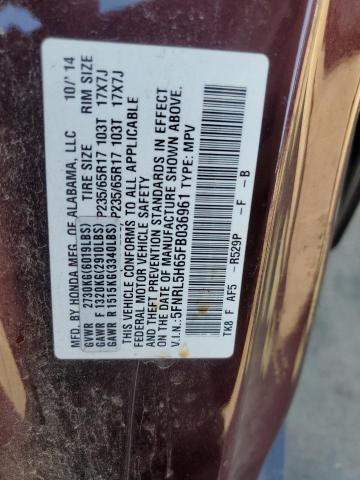 MFD. BY HONDA MFG. OF ALABAMA, LLC 10/'14
GVWR 2730KG(6019LBS) TIRE SIZE RIM SIZE
GAWR F 1320KG(2910LBS) P235/65R17 103T 17X7J
GAWR R 1515KG(3340LBS) P235/65R17 103T 17X7J
THIS VEHICLE CONFORMS TO ALL APPLICABLE
FEDERAL MOTOR VEHICLE SAFETY
AND THEFT PREVENTION STANDARDS IN EFFECT
ON THE DATE OF MANUFACTURE SHOWN ABOVE.
V.I.N: 5FNRL5H65FB036961 TYPE: MPV
TK8 F AF5 - R529P - F - B